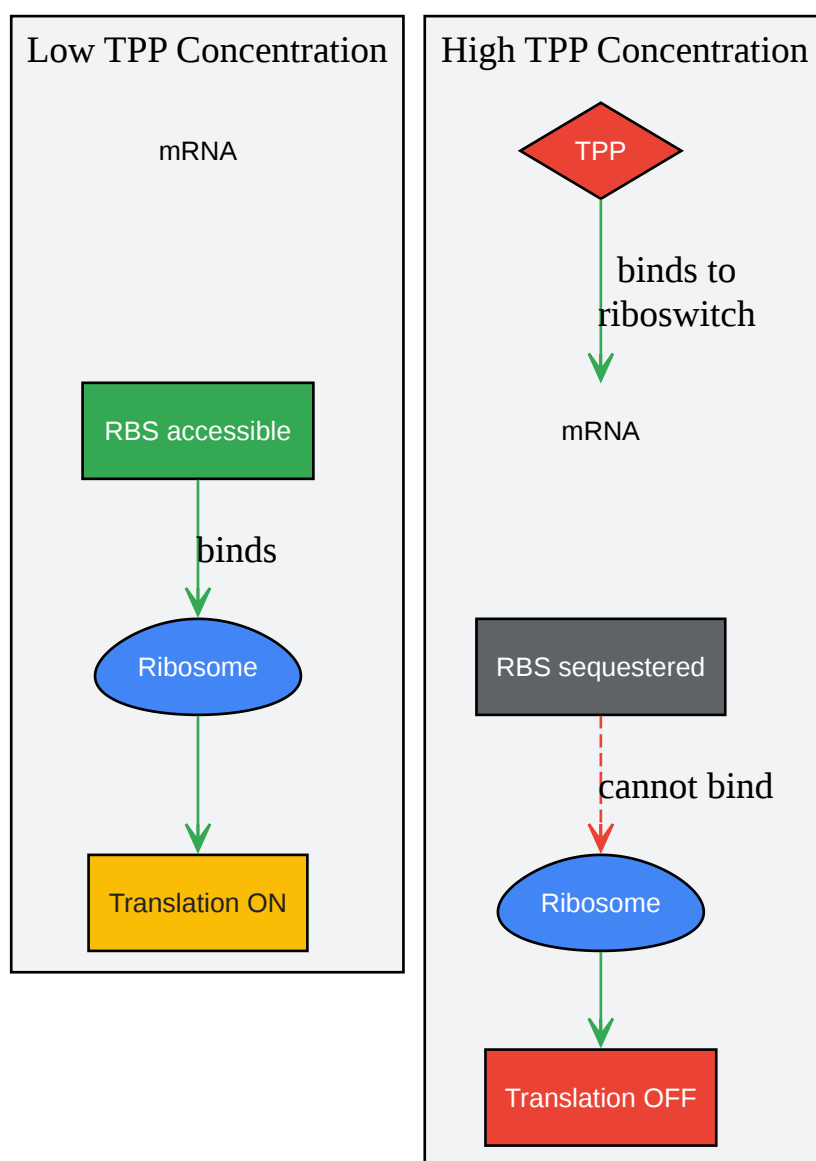 Low TPP Concentration
mRNA
RBS accessible
binds
Ribosome
Translation ON
High TPP Concentration
TPP
binds to
riboswitch
mRNA
RBS sequestered
cannot bind
Ribosome
Translation OFF